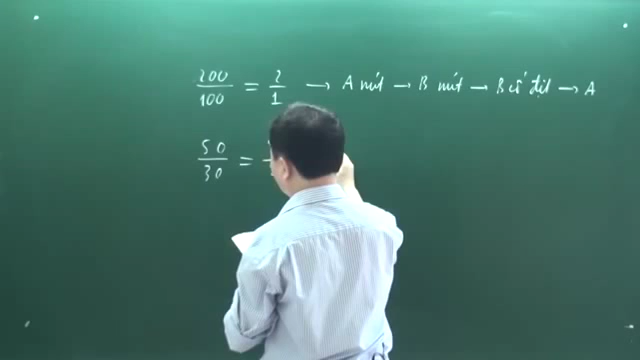 200/100 = 2/1 → A nút → B nút → B cố định → A
50/30 =